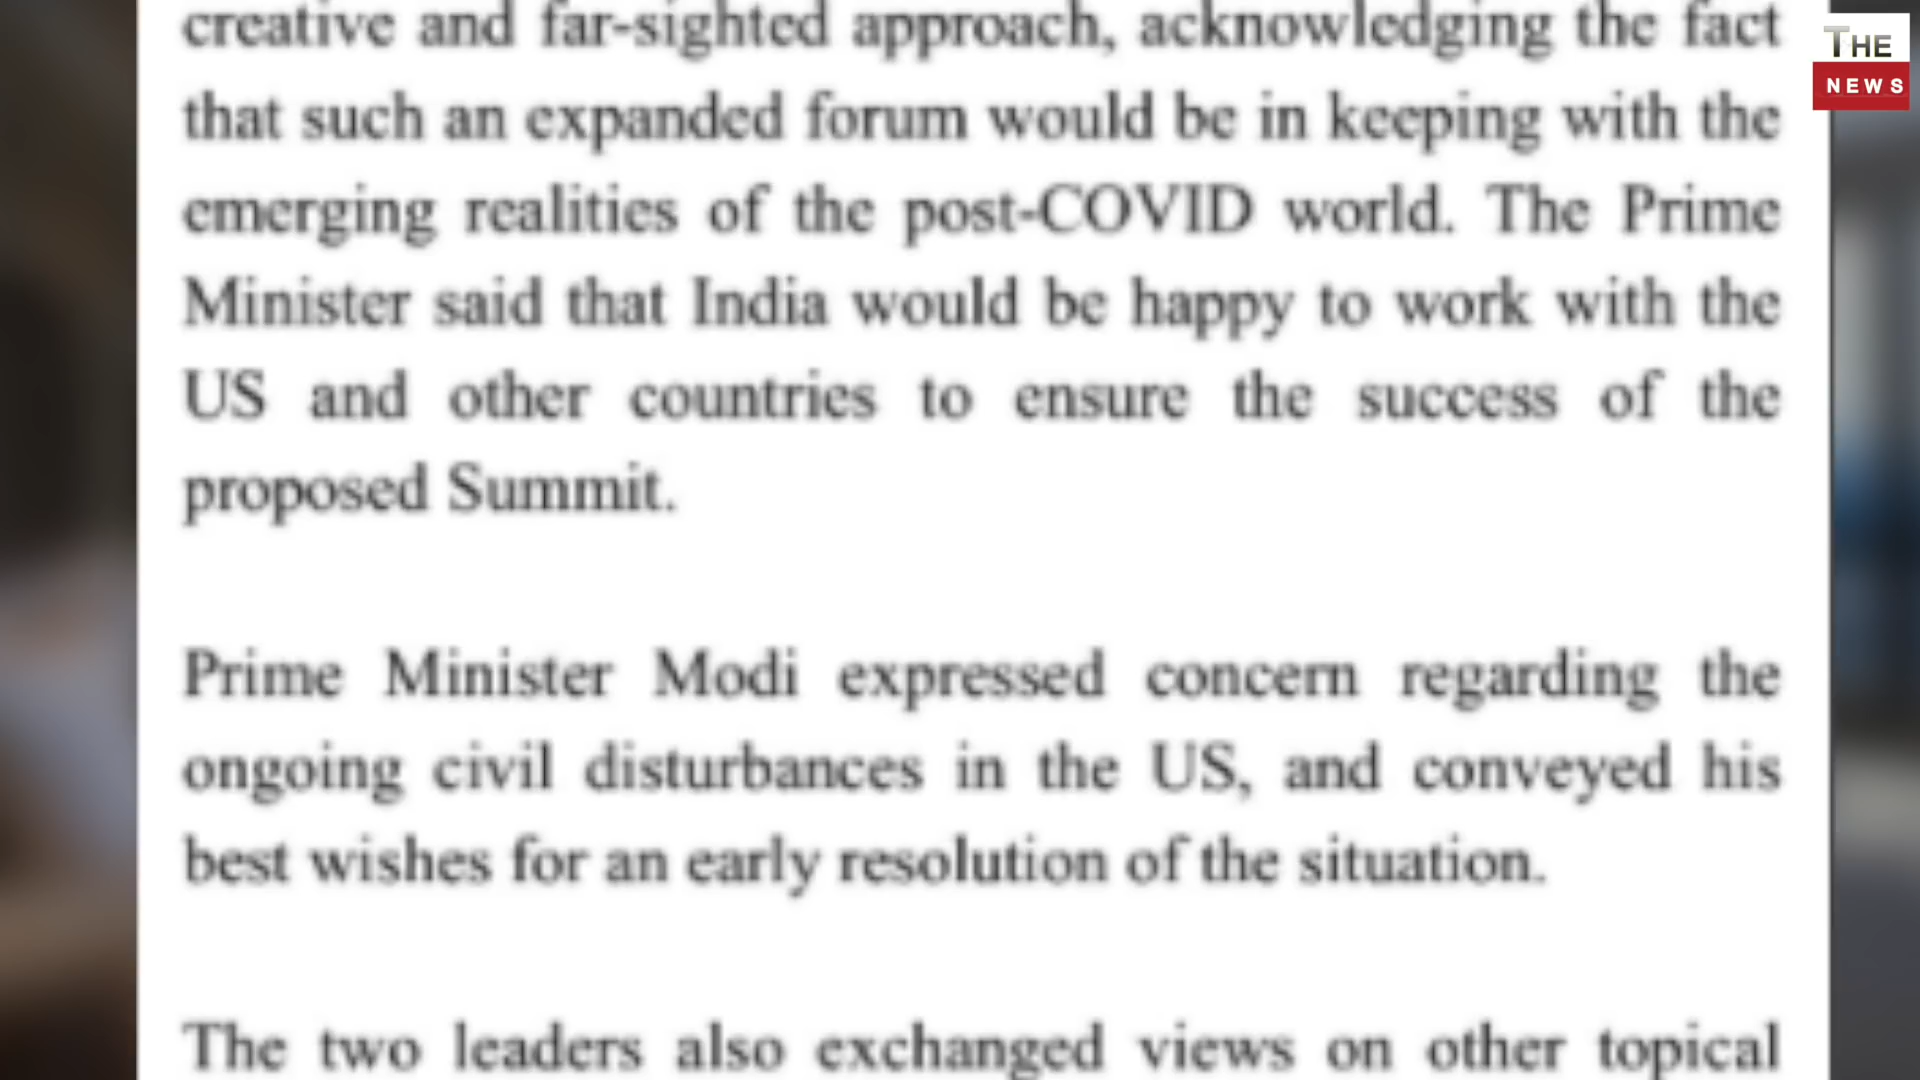 creative and far-sighted approach, acknowledging the fact
that such an expanded forum would be in keeping with the
emerging realities of the post-COVID world. The Prime
Minister said that India would be happy to work with the
US and other countries to ensure the success of the
proposed Summit.
Prime Minister Modi expressed concern regarding the
ongoing civil disturbances in the US, and conveyed his
best wishes for an early resolution of the situation.
The two leaders also exchanged views on other topical
THE
NEWS